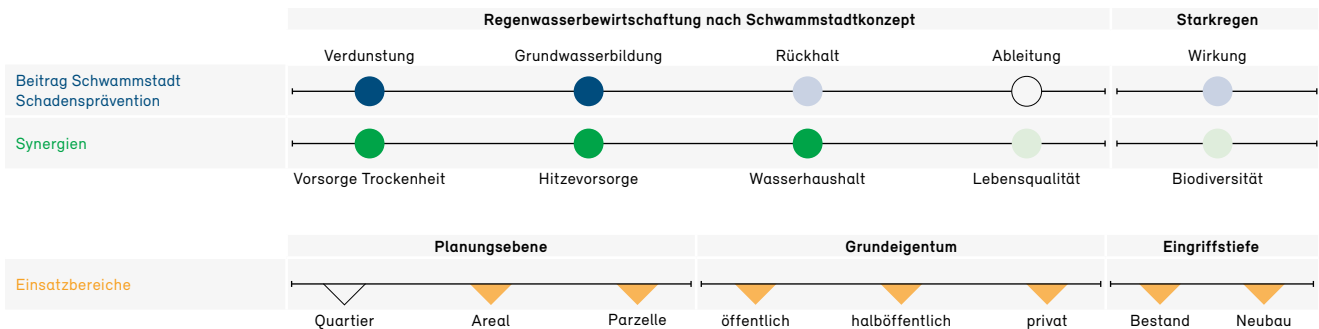 Regenwasserbewirtschaftung nach Schwammstadtkonzept
Starkregen
Verdunstung
Grundwasserbildung
Rückhalt
Ableitung
Wirkung
Beitrag Schwammstadt
Schadensprävention
Synergien
Vorsorge Trockenheit
Hitzevorsorge
Wasserhaushalt
Lebensqualität
Biodiversität
Planungsebene
Grundeigentum
Eingriffstiefe
Einsatzbereiche
Quartier
Areal
Parzelle
öffentlich
halböffentlich
privat
Bestand
Neubau